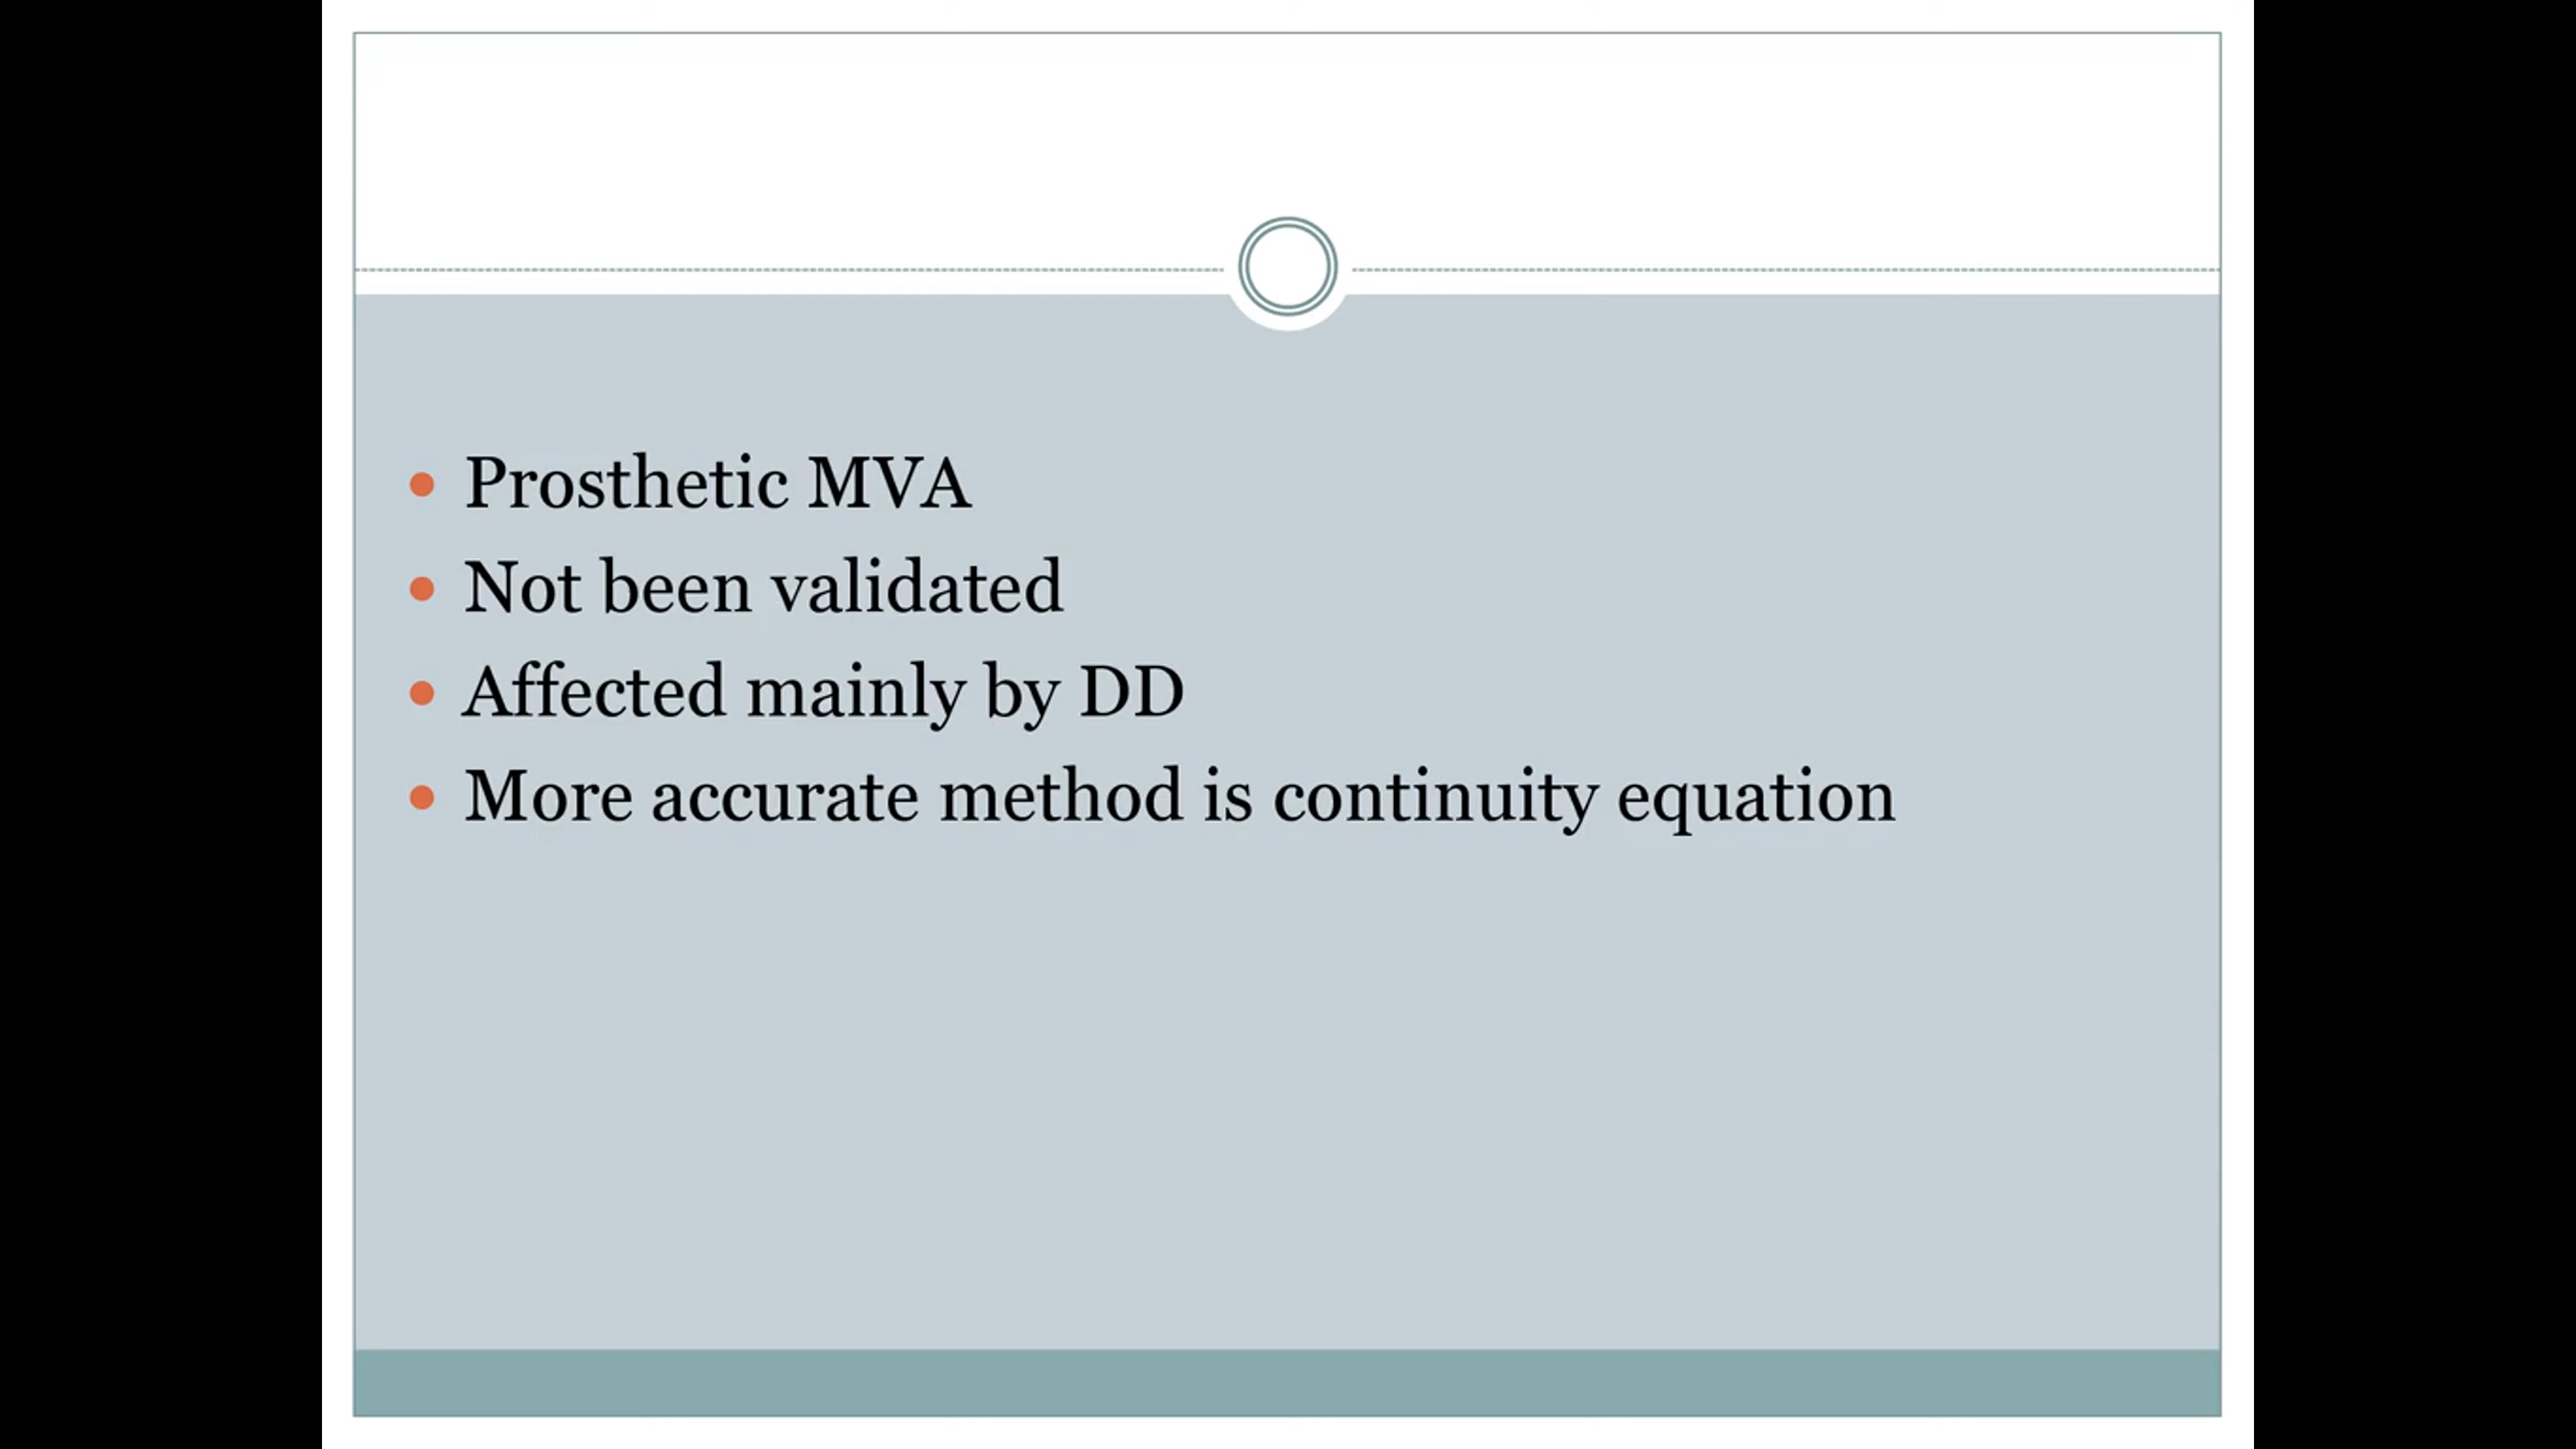 Prosthetic MVA
Not been validated
Affected mainly by DD
More accurate method is continuity equation